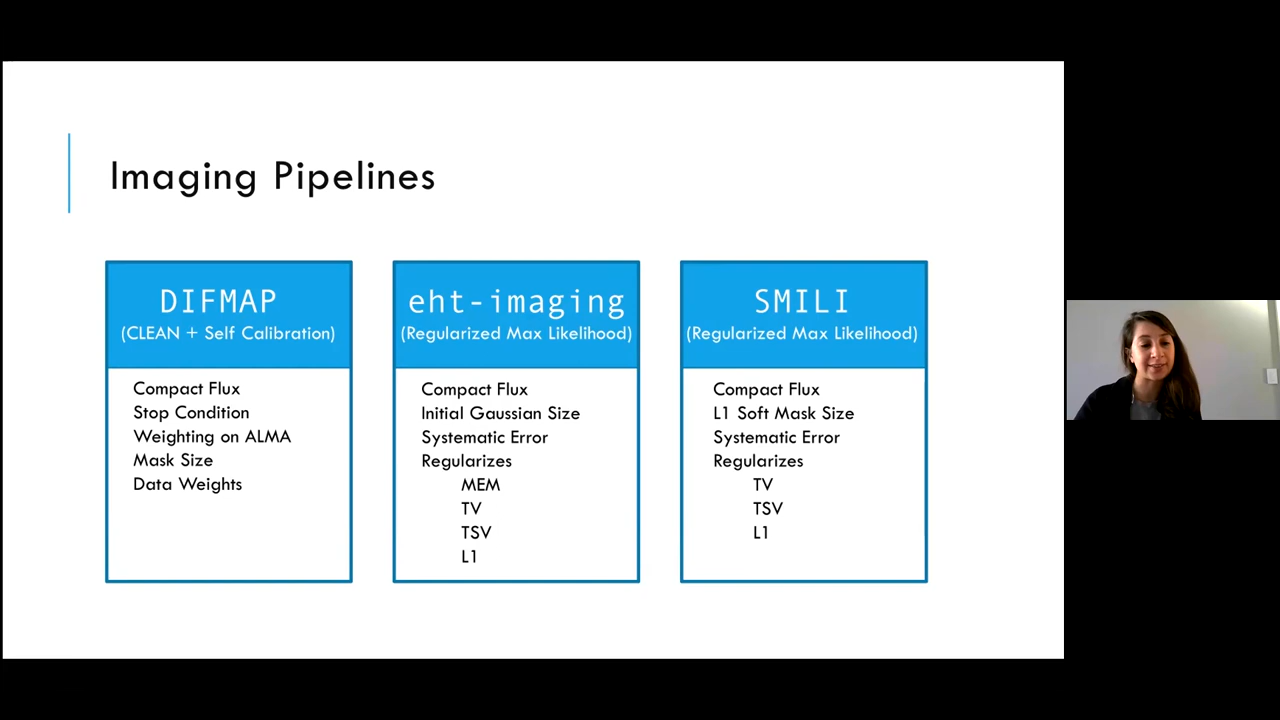 Imaging Pipelines
DIFMAP
(CLEAN + Self Calibration)
Compact Flux
Stop Condition
Weighting on ALMA
Mask Size
Data Weights
eht-imaging
(Regularized Max Likelihood)
Compact Flux
Initial Gaussian Size
Systematic Error
Regularizes
MEM
TV
TSV
L1
SMILI
(Regularized Max Likelihood)
Compact Flux
L1 Soft Mask Size
Systematic Error
Regularizes
TV
TSV
L1